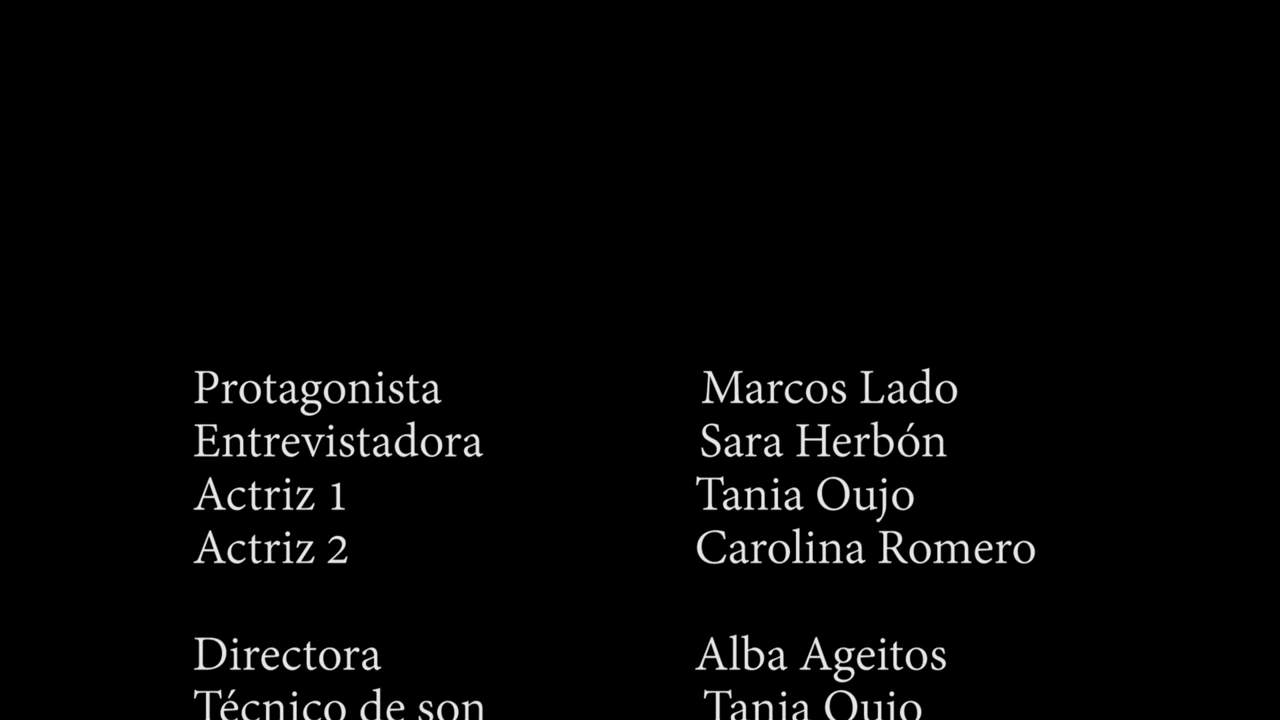 Protagonista Marcos Lado
Entrevistadora Sara Herbón
Actriz 1 Tania Oujo
Actriz 2 Carolina Romero
Directora Alba Ageitos
Técnico de son Tania Oujo